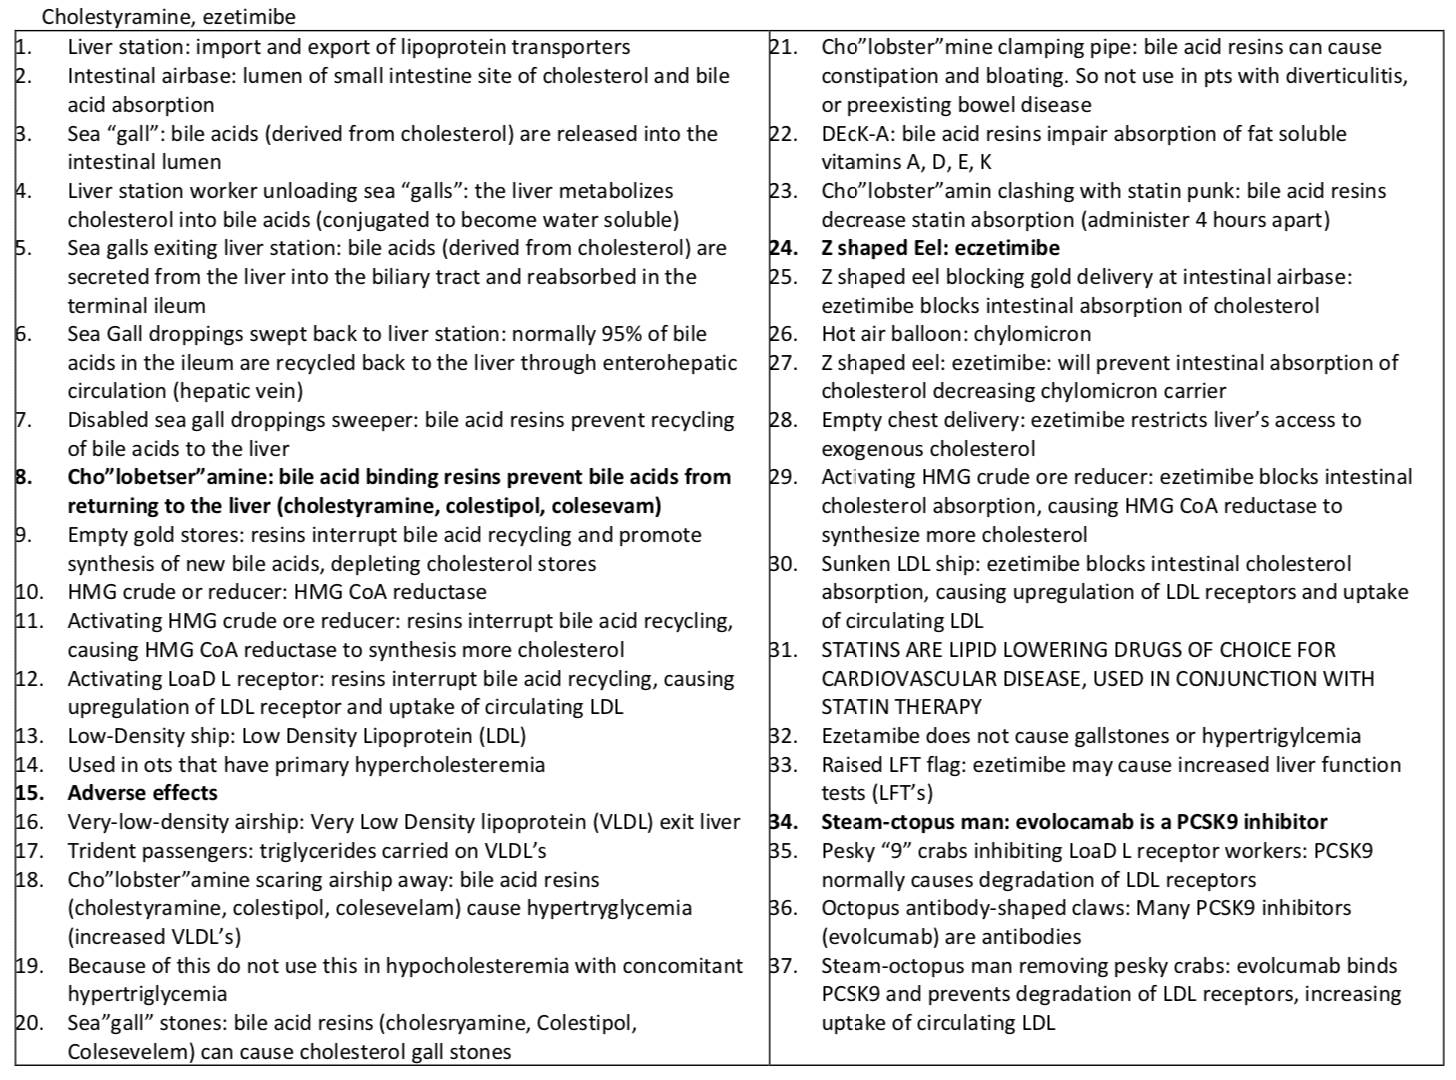 Cholestyramine, ezetimibe
1. Liver station: import and export of lipoprotein transporters
2. Intestinal airbase: lumen of small intestine site of cholesterol and bile
acid absorption
3. Sea “gall”: bile acids (derived from cholesterol) are released into the
intestinal lumen
4. Liver station worker unloading sea “galls”: the liver metabolizes
cholesterol into bile acids (conjugated to become water soluble)
5. Sea galls exiting liver station: bile acids (derived from cholesterol) are
secreted from the liver into the biliary tract and reabsorbed in the
terminal ileum
6. Sea Gall droppings swept back to liver station: normally 95% of bile
acids in the ileum are recycled back to the liver through enterohepatic
circulation (hepatic vein)
7. Disabled sea gall droppings sweeper: bile acid resins prevent recycling
of bile acids to the liver
8. Cho”lobetser”amine: bile acid binding resins prevent bile acids from
returning to the liver (cholestyramine, colestipol, colesevam)
9. Empty gold stores: resins interrupt bile acid recycling and promote
synthesis of new bile acids, depleting cholesterol stores
10. HMG crude or reducer: HMG CoA reductase
11. Activating HMG crude ore reducer: resins interrupt bile acid recycling,
causing HMG CoA reductase to synthesis more cholesterol
12. Activating LoaD L receptor: resins interrupt bile acid recycling, causing
upregulation of LDL receptor and uptake of circulating LDL
13. Low-Density ship: Low Density Lipoprotein (LDL)
14. Used in ots that have primary hypercholesteremia
15. Adverse effects
16. Very-low-density airship: Very Low Density lipoprotein (VLDL) exit liver
17. Trident passengers: triglycerides carried on VLDL’s
18. Cho”lobster”amine scaring airship away: bile acid resins
(cholestyramine, colestipol, colesevelam) cause hypertryglycemia
(increased VLDL’s)
19. Because of this do not use this in hypocholesteremia with concomitant
hypertriglycemia
20. Sea”gall” stones: bile acid resins (cholesryamine, Colestipol,
Colesevelem) can cause cholesterol gall stones
21. Cho”lobster”mine clamping pipe: bile acid resins can cause
constipation and bloating. So not use in pts with diverticulitis,
or preexisting bowel disease
22. DEcK-A: bile acid resins impair absorption of fat soluble
vitamins A, D, E, K
23. Cho”lobster”amin clashing with statin punk: bile acid resins
decrease statin absorption (administer 4 hours apart)
24. Z shaped Eel: eczetimibe
25. Z shaped eel blocking gold delivery at intestinal airbase:
ezetimibe blocks intestinal absorption of cholesterol
26. Hot air balloon: chylomicron
27. Z shaped eel: ezetimibe: will prevent intestinal absorption of
cholesterol decreasing chylomicron carrier
28. Empty chest delivery: ezetimibe restricts liver’s access to
exogenous cholesterol
29. Activating HMG crude ore reducer: ezetimibe blocks intestinal
cholesterol absorption, causing HMG CoA reductase to
synthesize more cholesterol
30. Sunken LDL ship: ezetimibe blocks intestinal cholesterol
absorption, causing upregulation of LDL receptors and uptake
of circulating LDL
31. STATINS ARE LIPID LOWERING DRUGS OF CHOICE FOR
CARDIOVASCULAR DISEASE, USED IN CONJUNCTION WITH
STATIN THERAPY
32. Ezetamibe does not cause gallstones or hypertrigylcemia
33. Raised LFT flag: ezetimibe may cause increased liver function
tests (LFT’s)
34. Steam-ctopus man: evolocamab is a PCSK9 inhibitor
35. Pesky “9” crabs inhibiting LoaD L receptor workers: PCSK9
normally causes degradation of LDL receptors
36. Octopus antibody-shaped claws: Many PCSK9 inhibitors
(evolcumab) are antibodies
37. Steam-octopus man removing pesky crabs: evolcumab binds
PCSK9 and prevents degradation of LDL receptors, increasing
uptake of circulating LDL